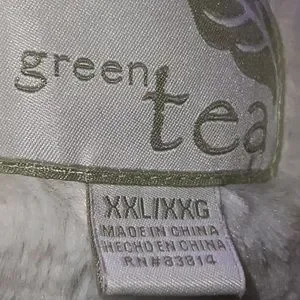 green
tea
XXL/XXG
MADE IN CHINA
HECHO EN CHINA
RN#83814